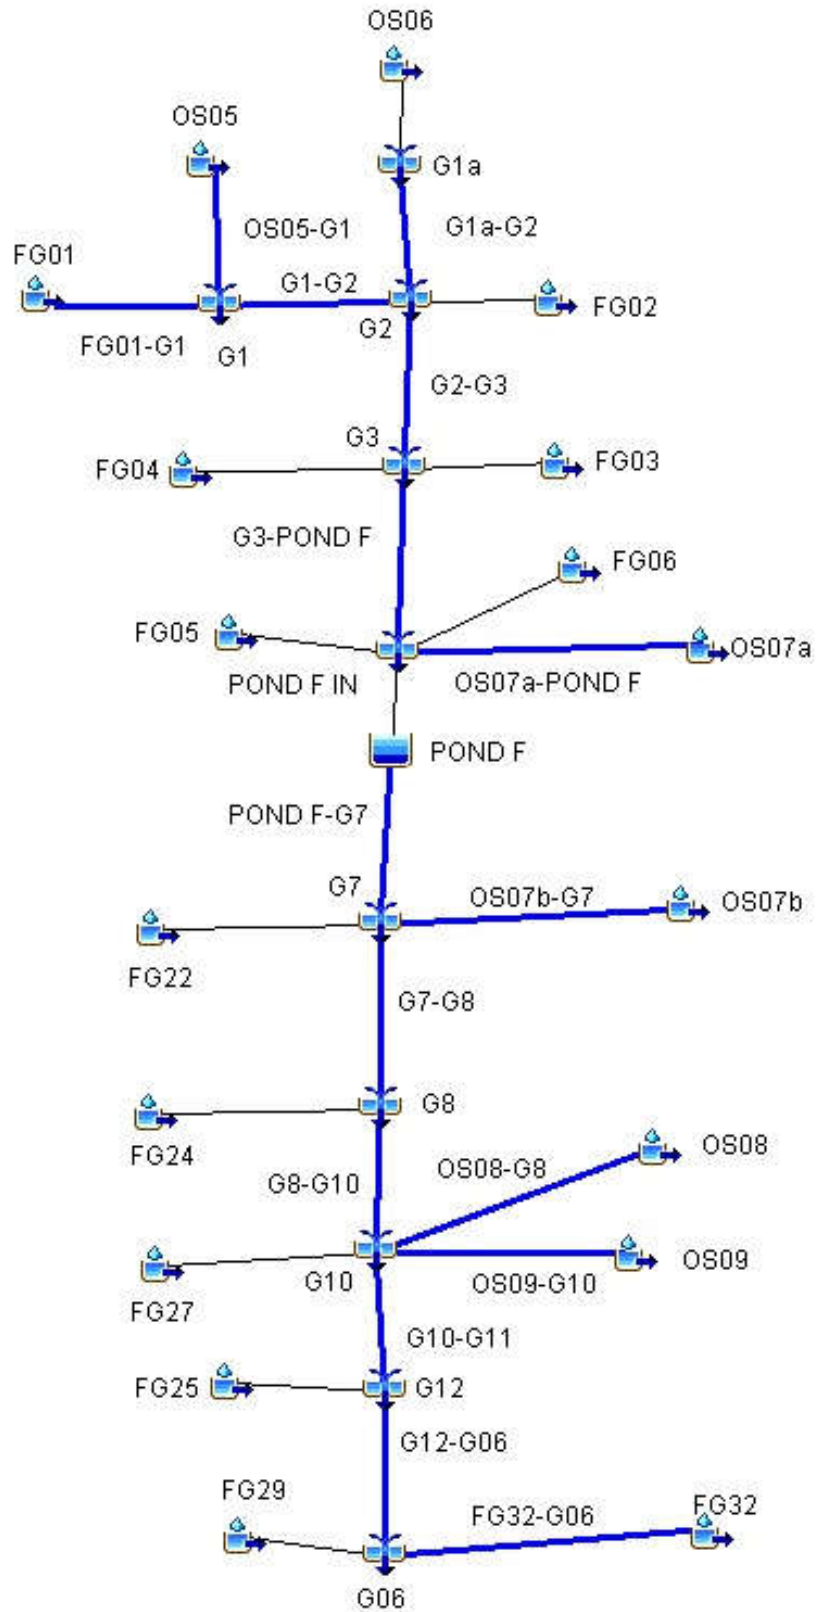 OS06
OS05
G1a
OS05-G1
G1a-G2
FG01
G1-G2
FG02
FG01-G1
G1
G2
G2-G3
G3
FG04
FG03
G3-POND F
FG06
FG05
OS07a
POND F IN
OS07a-POND F
POND F
POND F-G7
G7
OS07b-G7
OS07b
FG22
G7-G8
G8
FG24
OS08-G8
OS08
G8-G10
FG27
G10
OS09-G10
OS09
G10-G11
FG25
G12
G12-G06
FG29
FG32-G06
FG32
G06